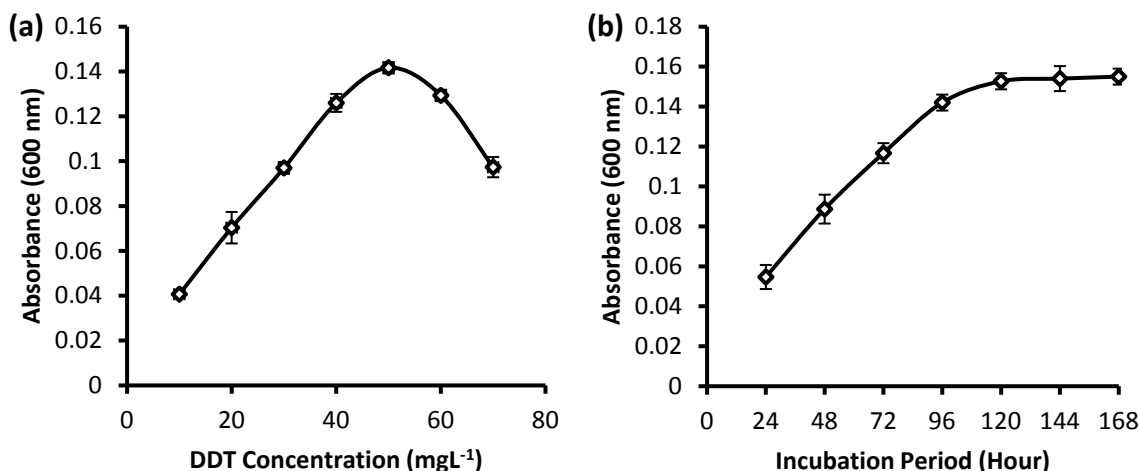 (a)
Absorbance (600 nm)
0.16
0.14
0.12
0.1
0.08
0.06
0.04
0.02
0
0 20 40 60 80
DDT Concentration (mgL⁻¹)
(b)
Absorbance (600 nm)
0.18
0.16
0.14
0.12
0.1
0.08
0.06
0.04
0.02
0
0 24 48 72 96 120 144 168
Incubation Period (Hour)